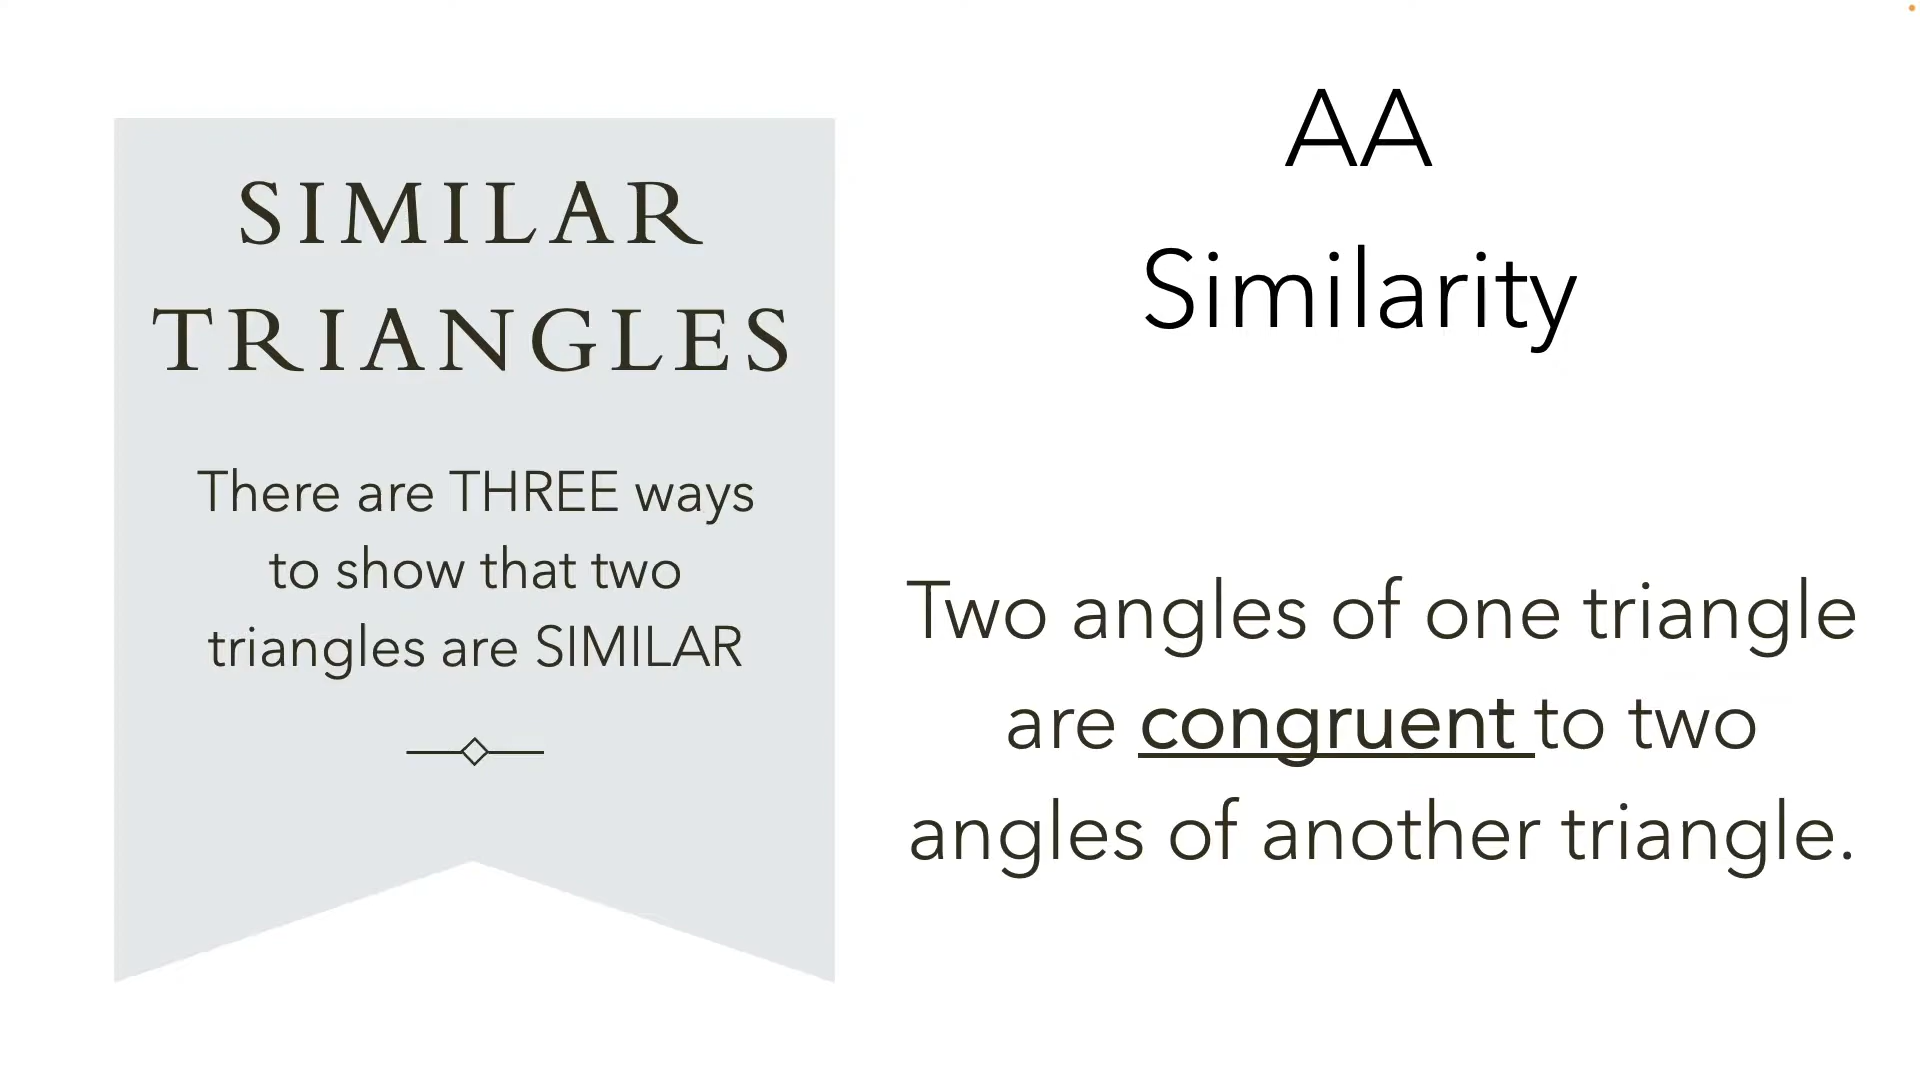 SIMILAR
TRIANGLES
There are THREE ways
to show that two
triangles are SIMILAR
AA
Similarity
Two angles of one triangle
are congruent to two
angles of another triangle.